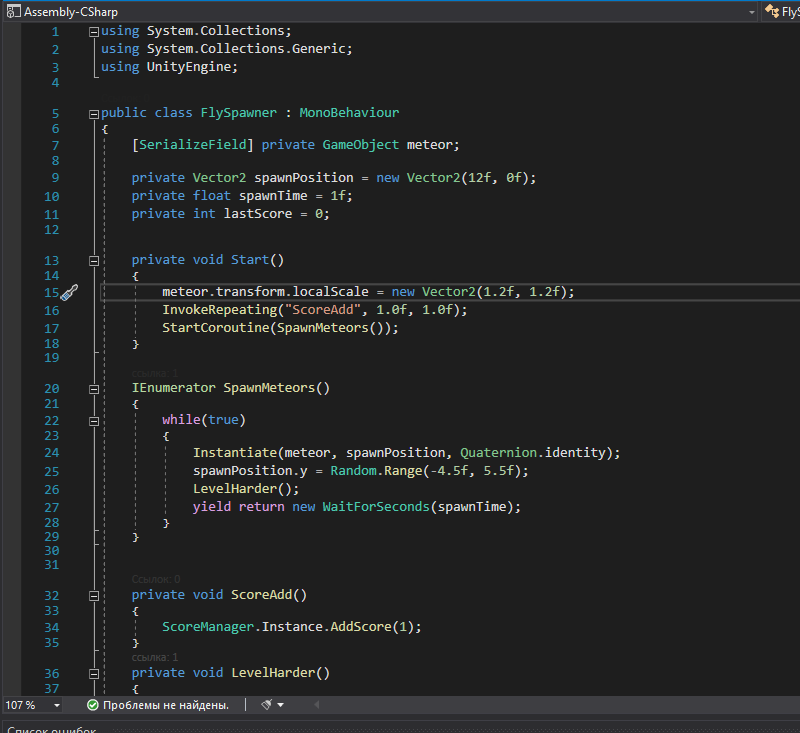 Assembly-CSharp FlyS
1 using System.Collections;
2 using System.Collections.Generic;
3 using UnityEngine;
4
5 public class FlySpawner : MonoBehaviour
6 {
7 [SerializeField] private GameObject meteor;
8
9 private Vector2 spawnPosition = new Vector2(12f, 0f);
10 private float spawnTime = 1f;
11 private int lastScore = 0;
12
13 private void Start()
14 {
15 meteor.transform.localScale = new Vector2(1.2f, 1.2f);
16 InvokeRepeating("ScoreAdd", 1.0f, 1.0f);
17 StartCoroutine(SpawnMeteors());
18 }
19
ссылка: 1
20 IEnumerator SpawnMeteors()
21 {
22 while(true)
23 {
24 Instantiate(meteor, spawnPosition, Quaternion.identity);
25 spawnPosition.y = Random.Range(-4.5f, 5.5f);
26 LevelHarder();
27 yield return new WaitForSeconds(spawnTime);
28 }
29 }
30
31
Ссылок: 0
32 private void ScoreAdd()
33 {
34 ScoreManager.Instance.AddScore(1);
35 }
ссылка: 1
36 private void LevelHarder()
37 {
107 % Проблемы не найдены.
Список ошибок